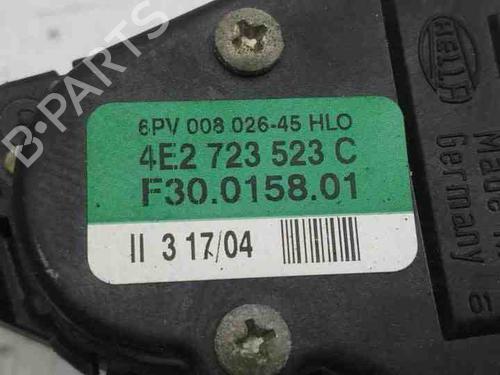 B-PARTS
HELLA
6PV 008 026-45 HLO
4E2 723 523 C
F30.0158.01
II 3 17/04
Made in
Germany